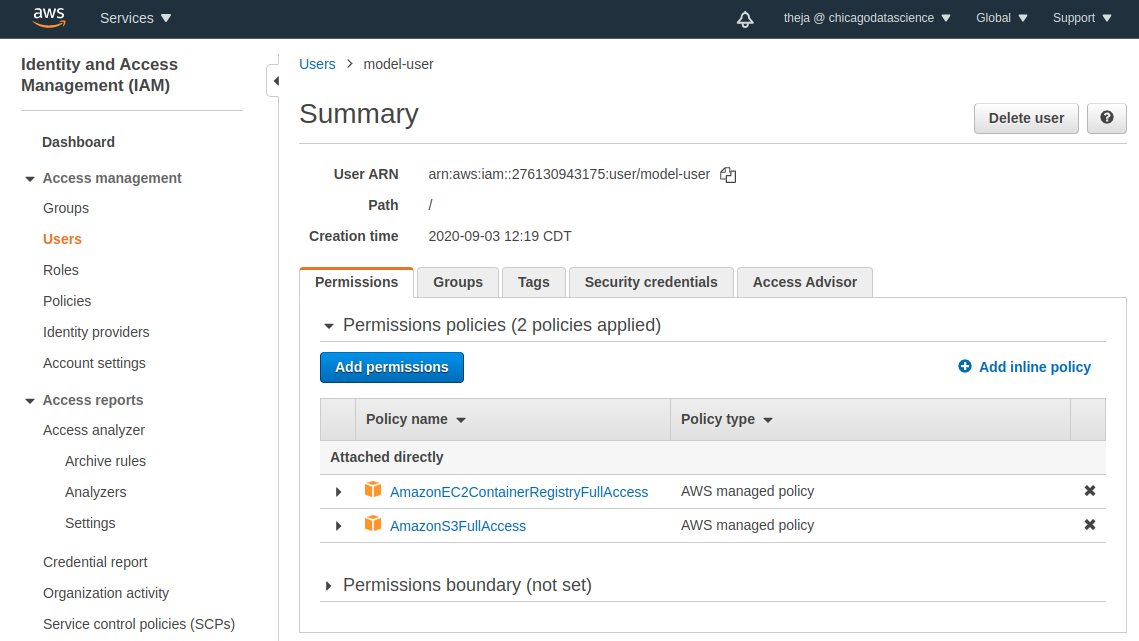 aws
Services
theja @ chicagodatascience
Global
Support
Identity and Access
Management (IAM)
Dashboard
Access management
Groups
Users
Roles
Policies
Identity providers
Account settings
Access reports
Access analyzer
Archive rules
Analyzers
Settings
Credential report
Organization activity
Service control policies (SCPs)
Users > model-user
Summary
Delete user
?
User ARN arn:aws:iam::276130943175:user/model-user
Path /
Creation time 2020-09-03 12:19 CDT
Permissions Groups Tags Security credentials Access Advisor
Permissions policies (2 policies applied)
Add permissions
Add inline policy
Policy name Policy type
Attached directly
AmazonEC2ContainerRegistryFullAccess AWS managed policy
AmazonS3FullAccess AWS managed policy
Permissions boundary (not set)